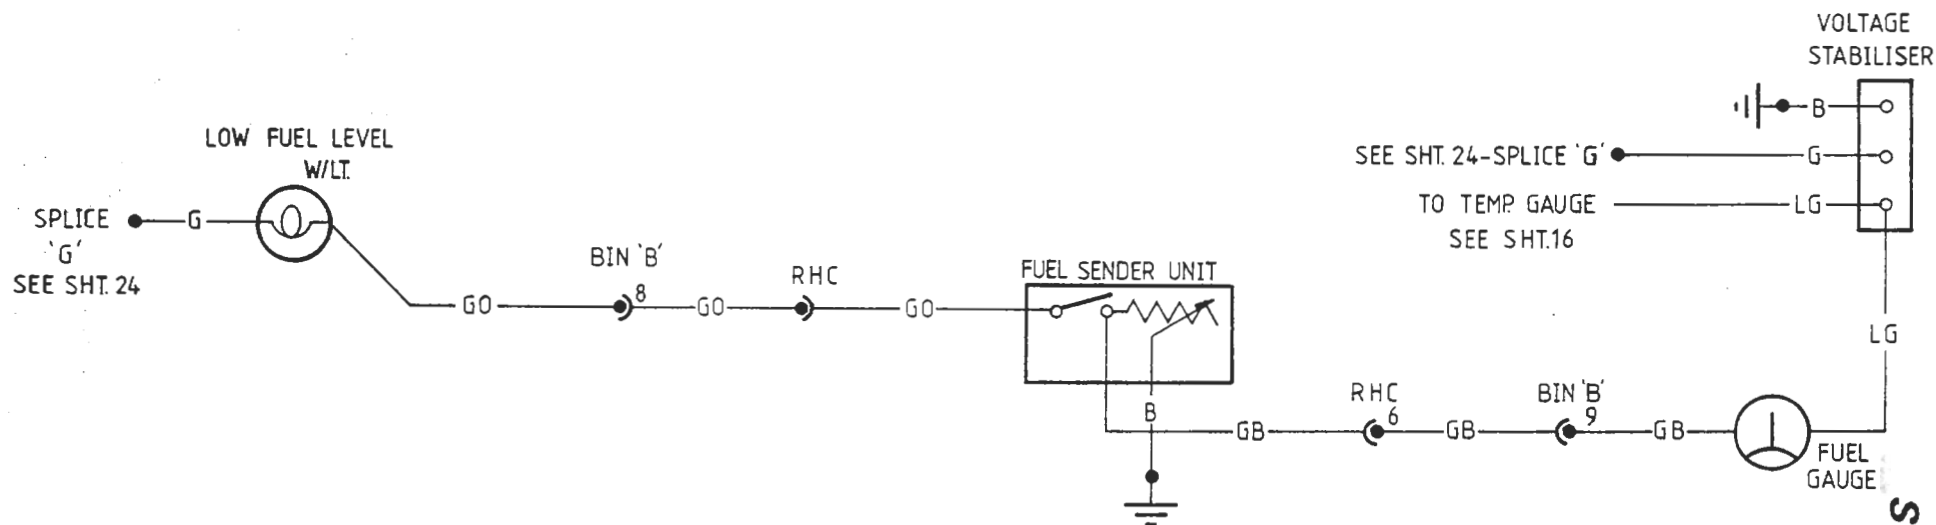 VOLTAGE
STABILISER
B
SEE SHT. 24-SPLICE 'G'
G
TO TEMP. GAUGE
LG
SEE SHT.16
LOW FUEL LEVEL
W/LT.
SPLICE
'G'
SEE SHT. 24
G
GO
BIN 'B'
8
GO
RHC
GO
FUEL SENDER UNIT
B
GB
RHC
6
GB
BIN 'B'
9
GB
LG
FUEL
GAUGE
S